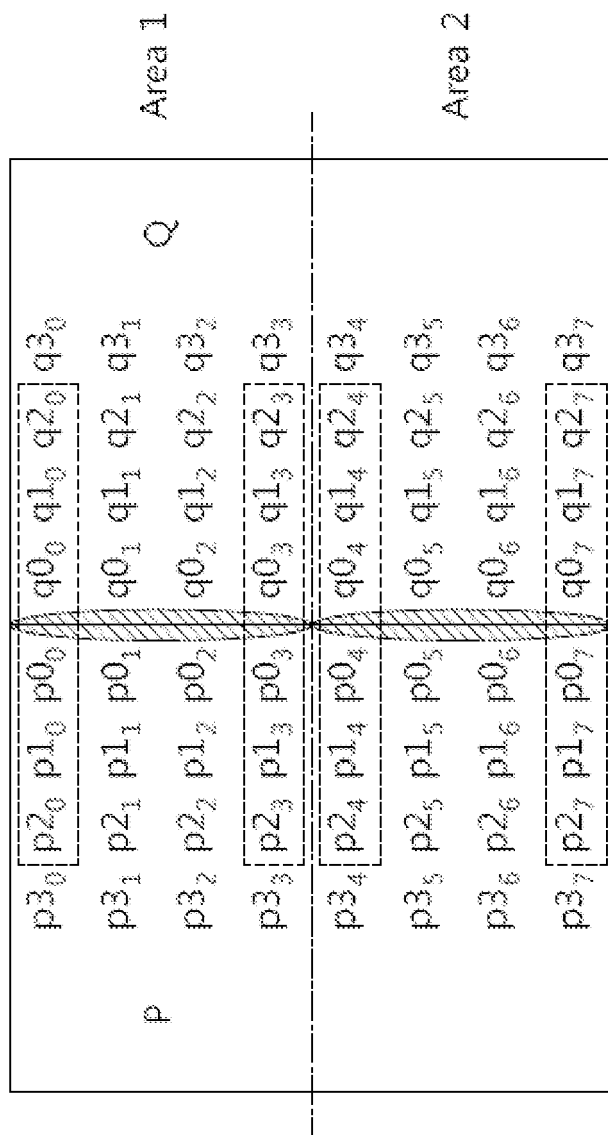 p3₀ p2₀ p1₀ p0₀ q0₀ q1₀ q2₀ q3₀
p3₁ p2₁ p1₁ p0₁ q0₁ q1₁ q2₁ q3₁
P Q Area 1
p3₂ p2₂ p1₂ p0₂ q0₂ q1₂ q2₂ q3₂
p3₃ p2₃ p1₃ p0₃ q0₃ q1₃ q2₃ q3₃
p3₄ p2₄ p1₄ p0₄ q0₄ q1₄ q2₄ q3₄
p3₅ p2₅ p1₅ p0₅ q0₅ q1₅ q2₅ q3₅
Area 2
p3₆ p2₆ p1₆ p0₆ q0₆ q1₆ q2₆ q3₆
p3₇ p2₇ p1₇ p0₇ q0₇ q1₇ q2₇ q3₇